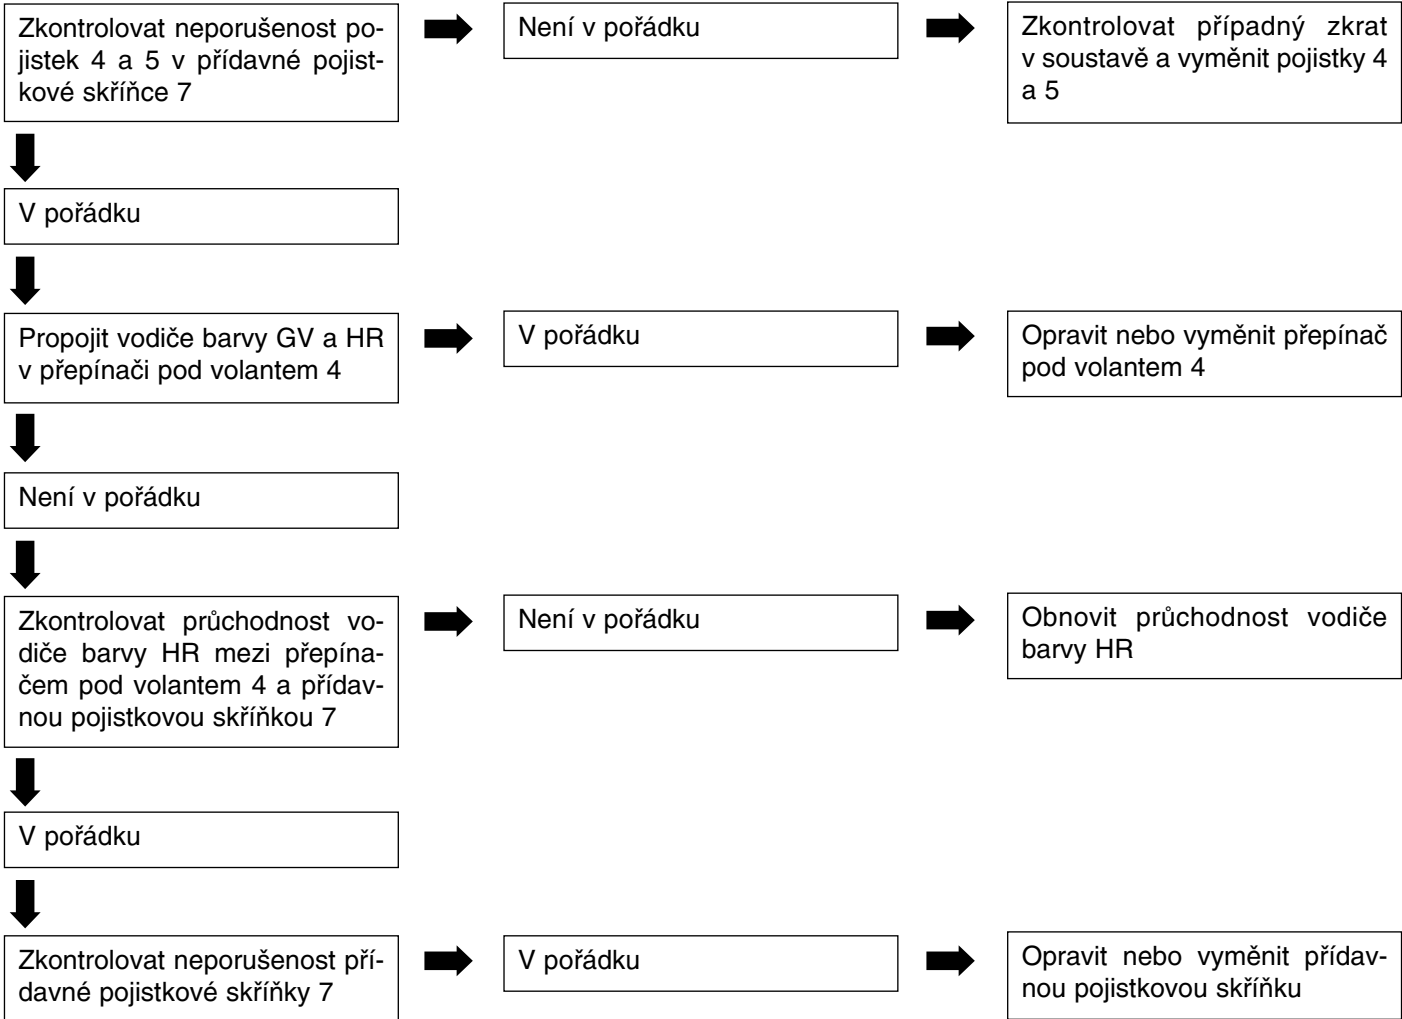 Zkontrolovat neporušenost po-
jistek 4 a 5 v přídavné pojist-
kové skříňce 7
Není v pořádku
Zkontrolovat případný zkrat
v soustavě a vyměnit pojistky 4
a 5
V pořádku
Propojit vodiče barvy GV a HR
v přepínači pod volantem 4
V pořádku
Opravit nebo vyměnit přepínač
pod volantem 4
Není v pořádku
Zkontrolovat průchodnost vo-
diče barvy HR mezi přepína-
čem pod volantem 4 a přídav-
nou pojistkovou skříňkou 7
Není v pořádku
Obnovit průchodnost vodiče
barvy HR
V pořádku
Zkontrolovat neporušenost pří-
davné pojistkové skříňky 7
V pořádku
Opravit nebo vyměnit přídav-
nou pojistkovou skříňku